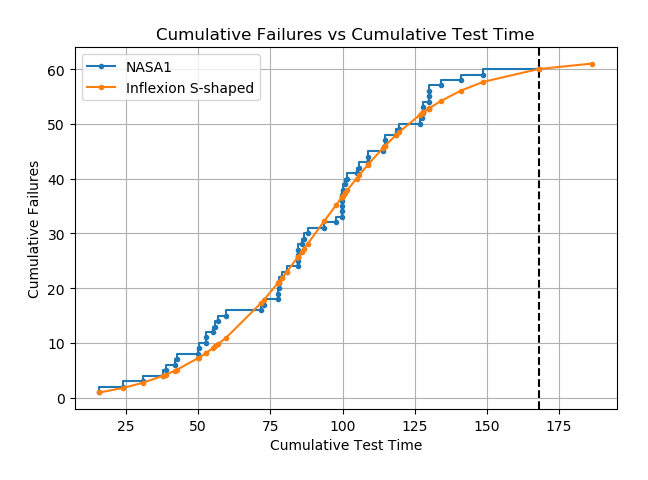 Cumulative Failures vs Cumulative Test Time
NASA1
Inflexion S-shaped
Cumulative Failures
60
50
40
30
20
10
0
25 50 75 100 125 150 175
Cumulative Test Time